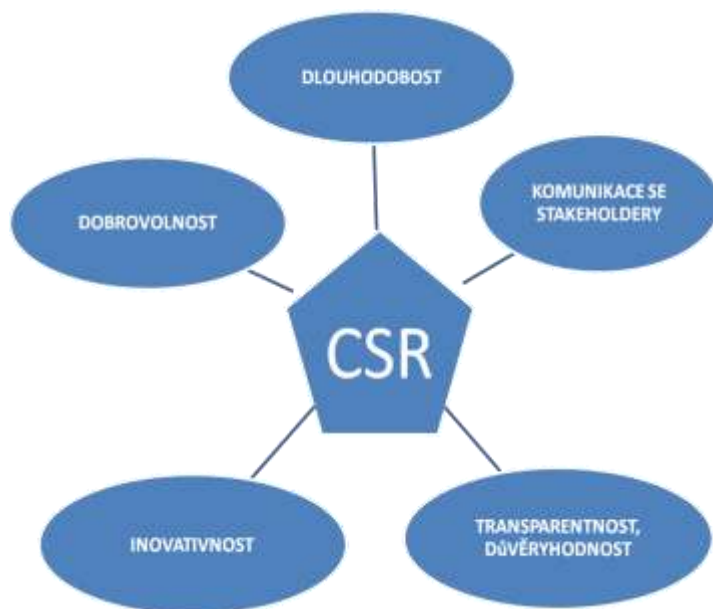 DLOUHODOBOST
KOMUNIKACE SE
STAKEHOLDERY
DOBROVOLNOST
CSR
INOVATIVNOST
TRANSPARENTNOST,
DůVĚRYHODNOST